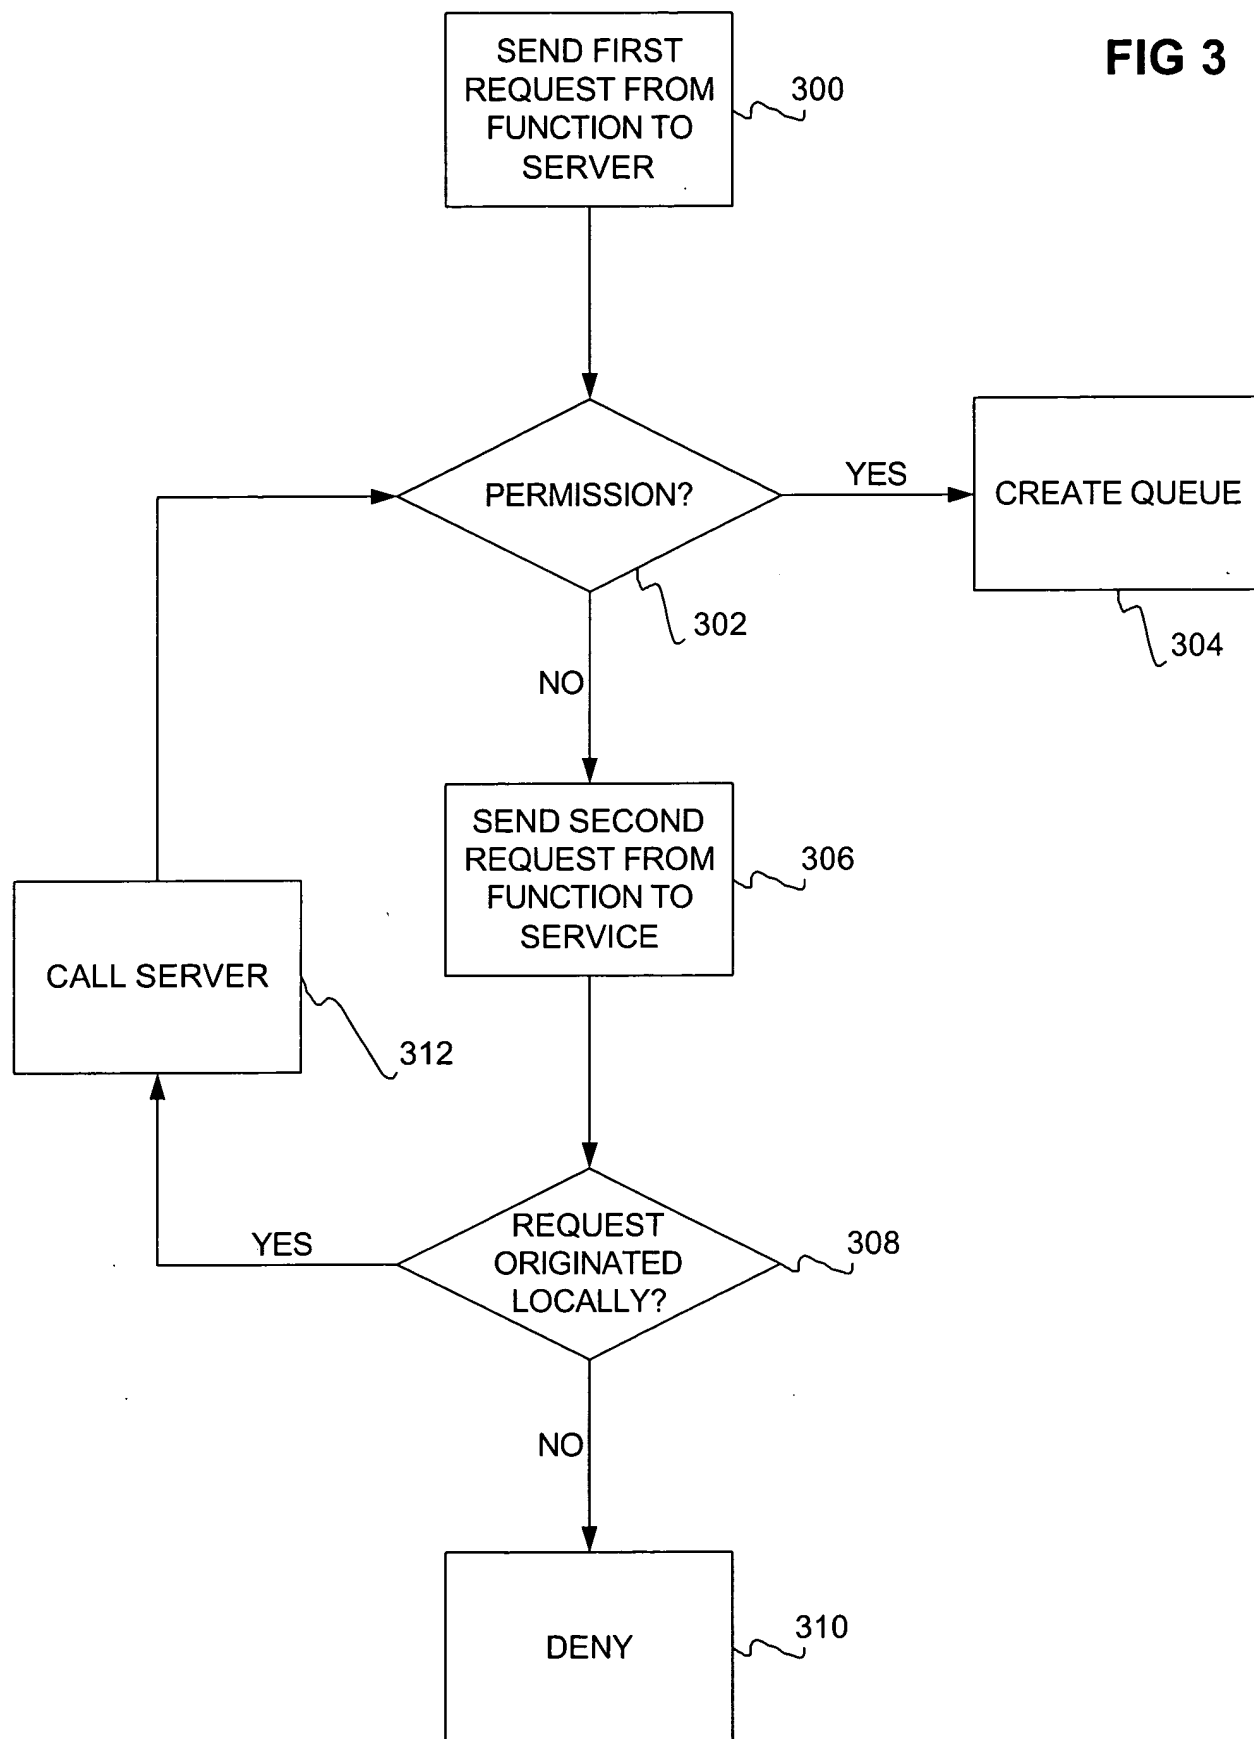 FIG 3
SEND FIRST
REQUEST FROM
FUNCTION TO
SERVER
300
PERMISSION?
302
YES
CREATE QUEUE
304
NO
SEND SECOND
REQUEST FROM
FUNCTION TO
SERVICE
306
CALL SERVER
312
REQUEST
ORIGINATED
LOCALLY?
308
YES
NO
DENY
310